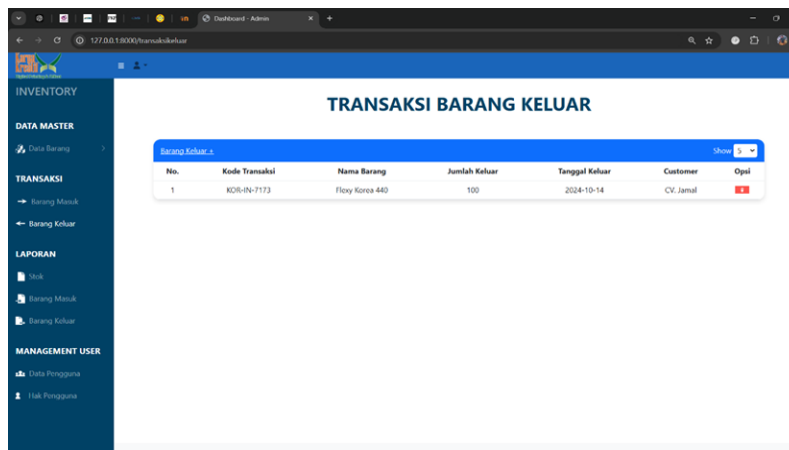 Dashboard - Admin
127.0.0.1:8000/transaksikeluar
INVENTORY
DATA MASTER
Data Barang
TRANSAKSI
Barang Masuk
Barang Keluar
LAPORAN
Stok
Barang Masuk
Barang Keluar
MANAGEMENT USER
Data Pengguna
Hak Pengguna
TRANSAKSI BARANG KELUAR
Barang Keluar + Show 5
No. Kode Transaksi Nama Barang Jumlah Keluar Tanggal Keluar Customer Opsi
1 KOR-IN-7173 Flexy Korea 440 100 2024-10-14 CV. Jamal